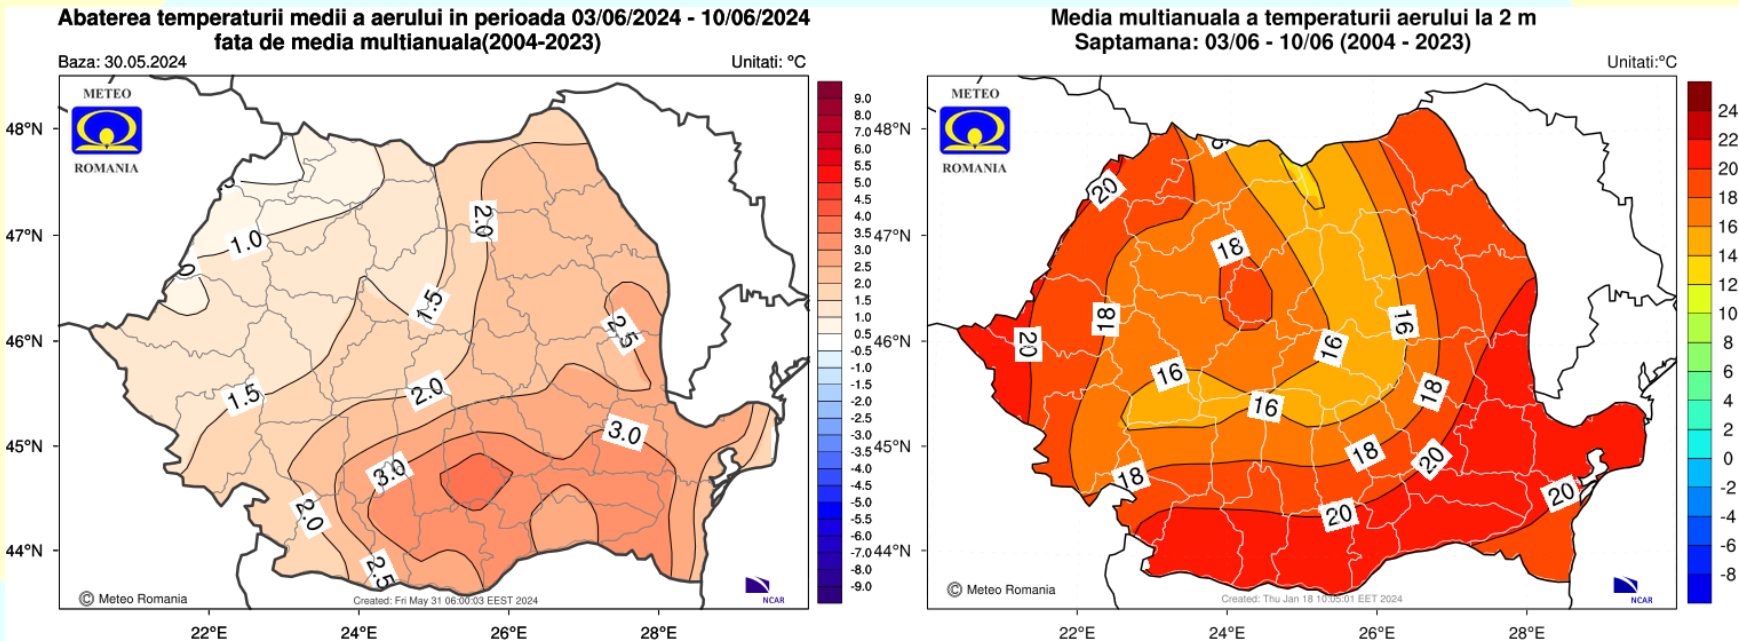 Abaterea temperaturii medii a aerului in perioada 03/06/2024 - 10/06/2024
fata de media multianuala(2004-2023)
Baza: 30.05.2024
Unitati: °C
METEO
ROMANIA
48°N
47°N
46°N
45°N
44°N
1.0
0
2.0
1.5
2.5
1.5
2.0
3.0
3.0
2.0
2.5
9.0
8.0
7.0
6.0
5.5
5.0
4.5
4.0
3.5
3.0
2.5
2.0
1.5
1.0
0.5
-0.5
-1.0
-1.5
-2.0
-2.5
-3.0
-3.5
-4.0
-4.5
-5.0
-5.5
-6.0
-7.0
-8.0
-9.0
© Meteo Romania
Created: Fri May 31 06:00:03 EEST 2024
NCAR
22°E
24°E
26°E
28°E
Media multianuala a temperaturii aerului la 2 m
Saptamana: 03/06 - 10/06 (2004 - 2023)
Unitati:°C
METEO
ROMANIA
48°N
47°N
46°N
45°N
44°N
20
18
18
20
16
16
16
16
18
18
18
20
20
20
24
22
20
18
16
14
12
10
8
6
4
2
0
-2
-4
-6
-8
© Meteo Romania
Created: Thu Jan 18 10:05:01 EET 2024
NCAR
22°E
24°E
26°E
28°E